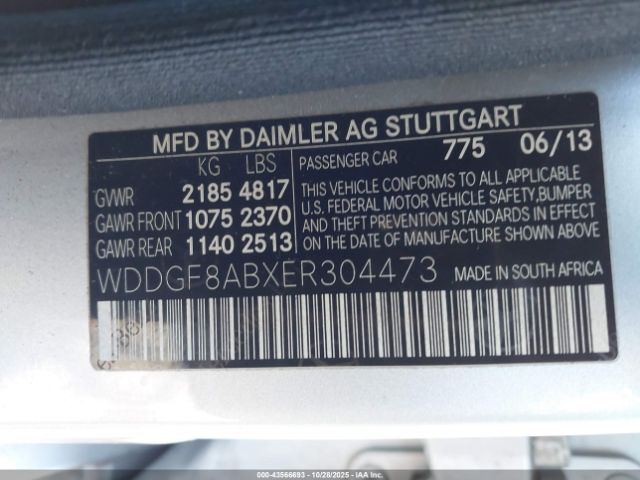 MFD BY DAIMLER AG STUTTGART
KG LBS
PASSENGER CAR 775 06/13
GVWR 2185 4817
GAWR FRONT 1075 2370
GAWR REAR 1140 2513
THIS VEHICLE CONFORMS TO ALL APPLICABLE
U.S. FEDERAL MOTOR VEHICLE SAFETY, BUMPER
AND THEFT PREVENTION STANDARDS IN EFFECT
ON THE DATE OF MANUFACTURE SHOWN ABOVE
WDDGF8ABXER304473
MADE IN SOUTH AFRICA
000-43566693 - 10/28/2025 - IAA, Inc.